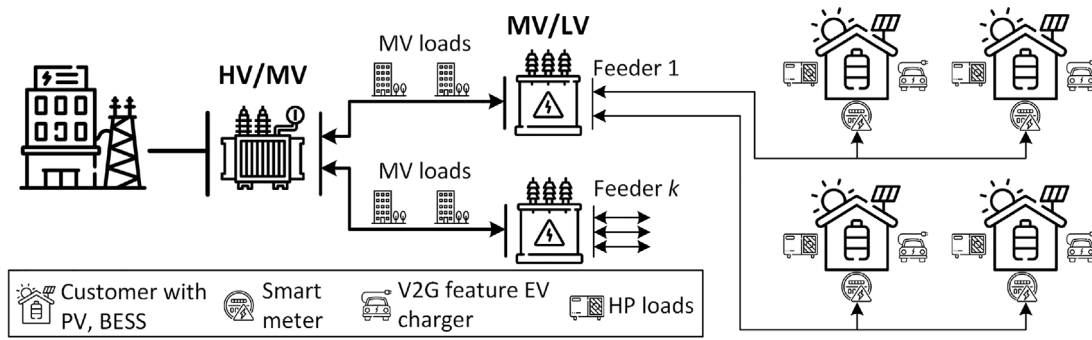 MV loads
MV/LV
HV/MV
Feeder 1
MV loads
Feeder k
Customer with
PV, BESS
Smart
meter
V2G feature EV
charger
HP loads